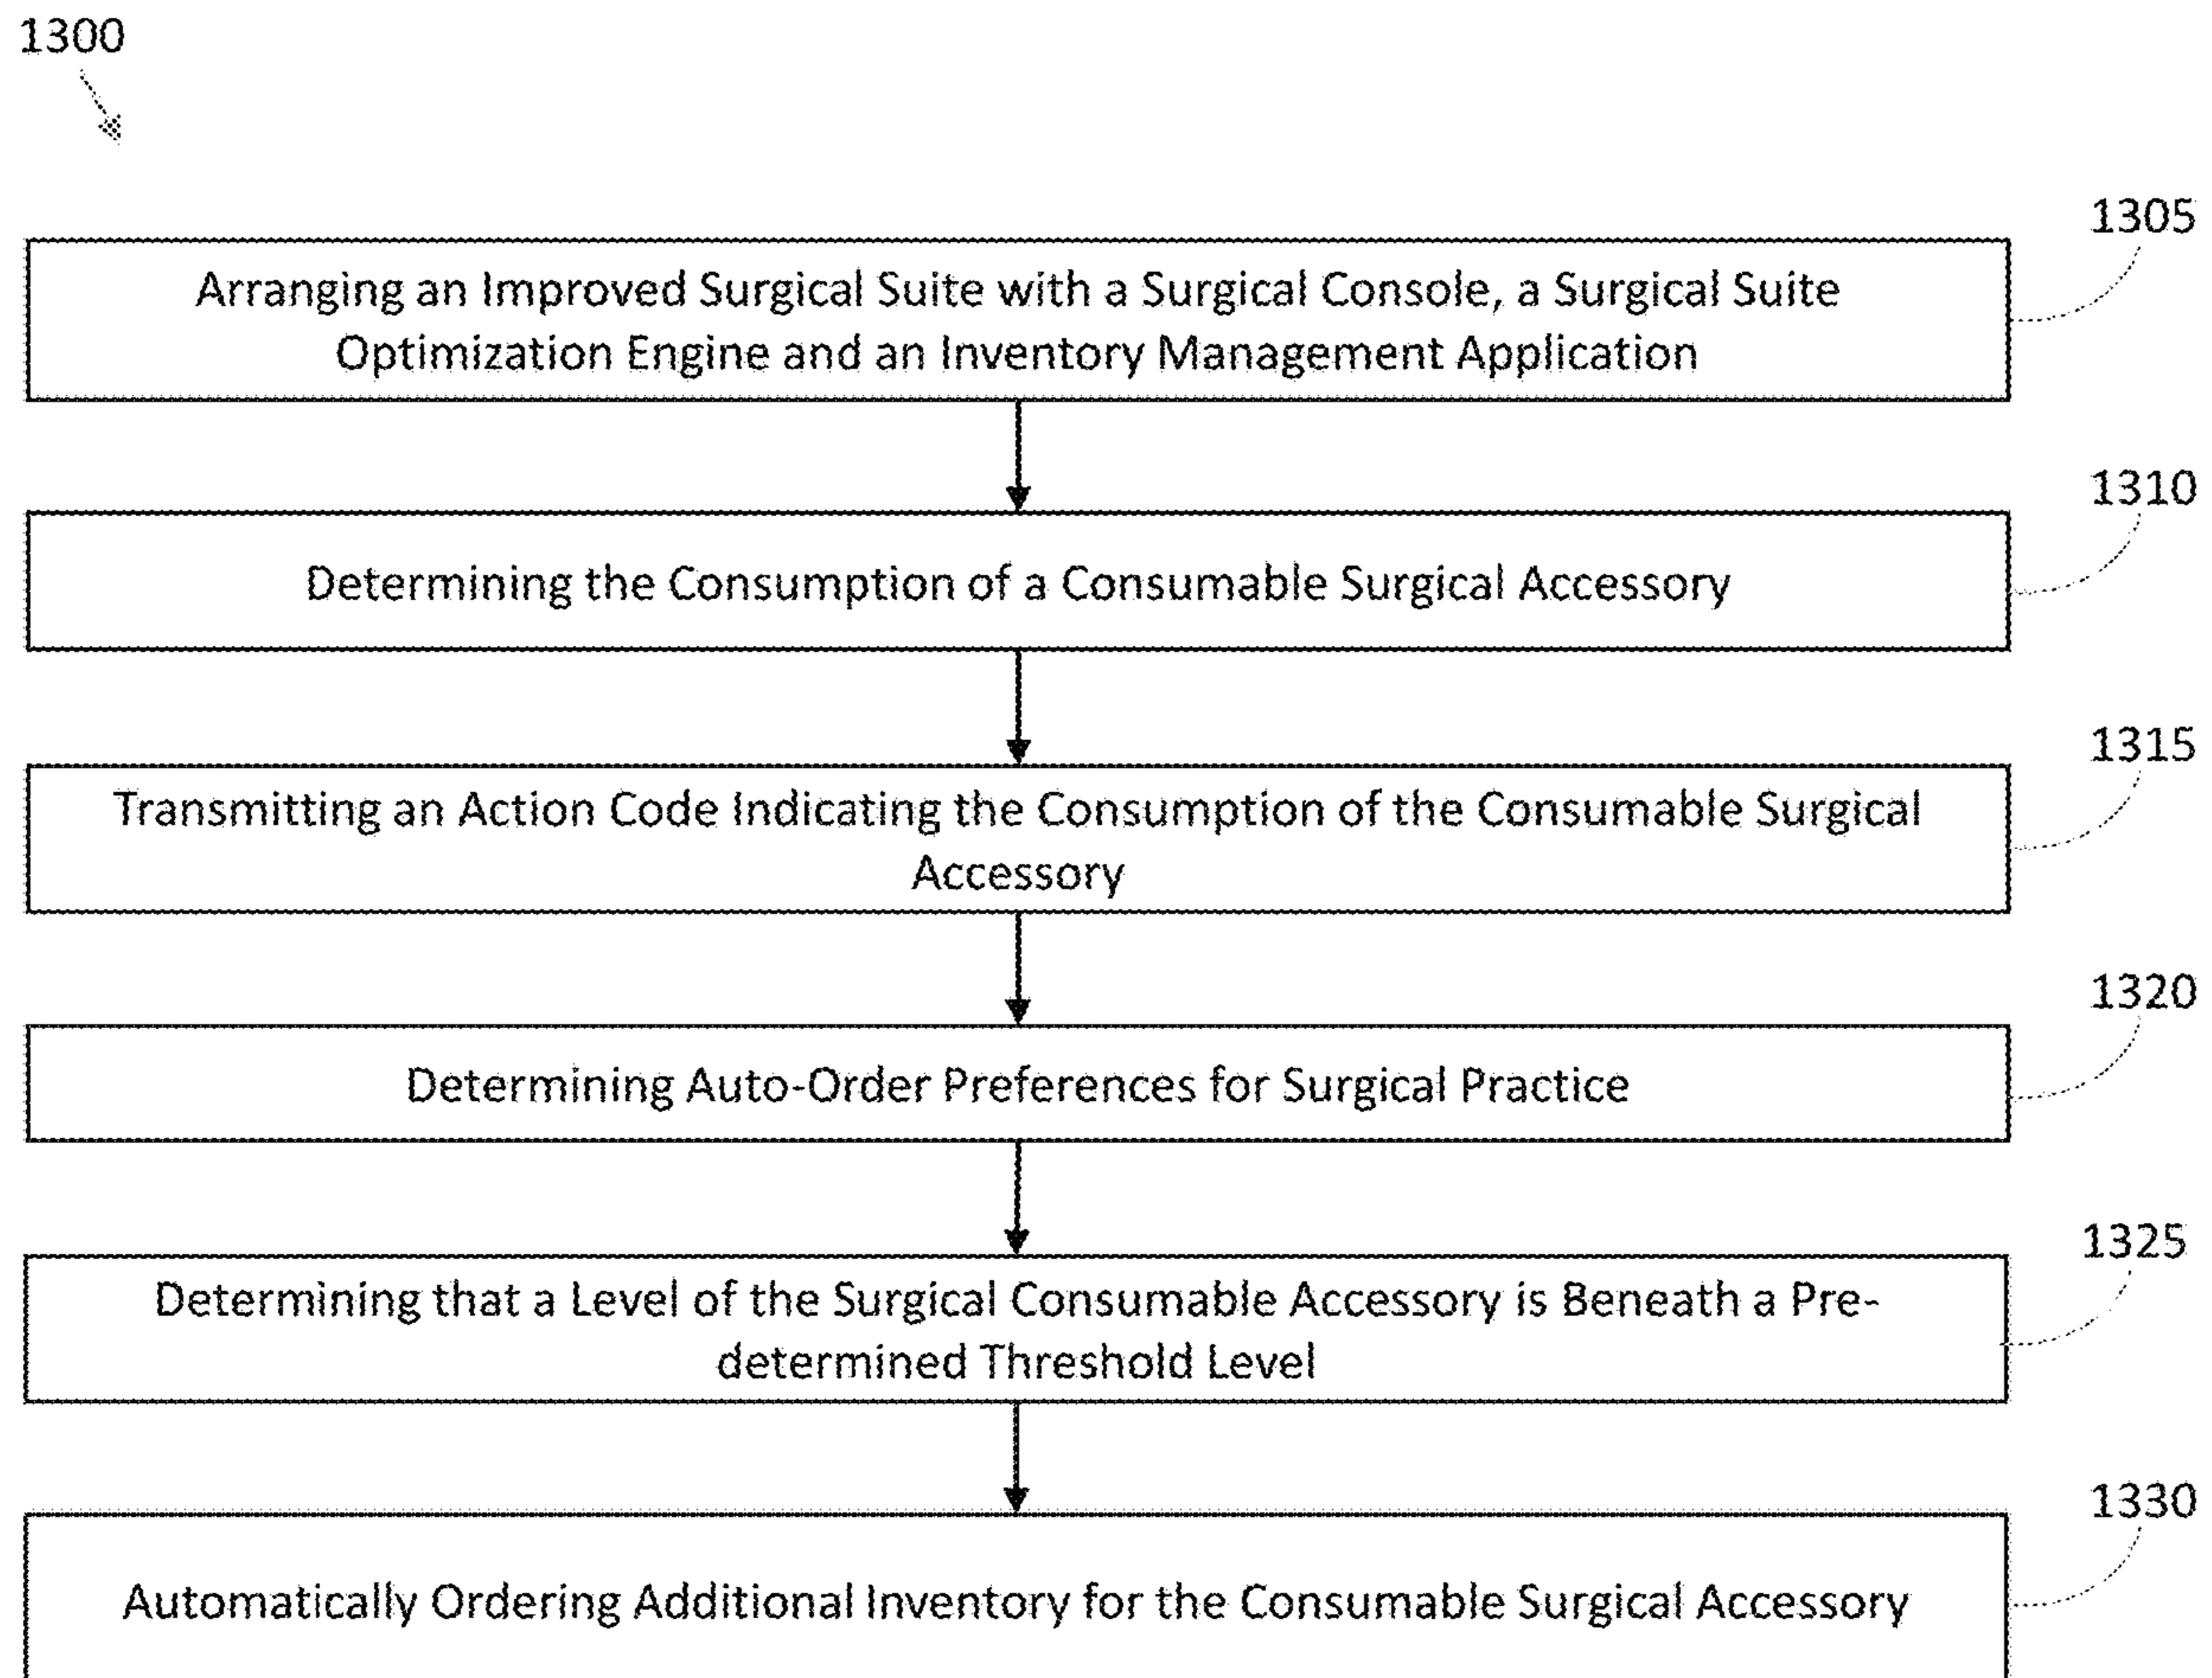 1300
1305
Arranging an Improved Surgical Suite with a Surgical Console, a Surgical Suite
Optimization Engine and an Inventory Management Application
1310
Determining the Consumption of a Consumable Surgical Accessory
1315
Transmitting an Action Code Indicating the Consumption of the Consumable Surgical
Accessory
1320
Determining Auto-Order Preferences for Surgical Practice
1325
Determining that a Level of the Surgical Consumable Accessory is Beneath a Pre-
determined Threshold Level
1330
Automatically Ordering Additional Inventory for the Consumable Surgical Accessory